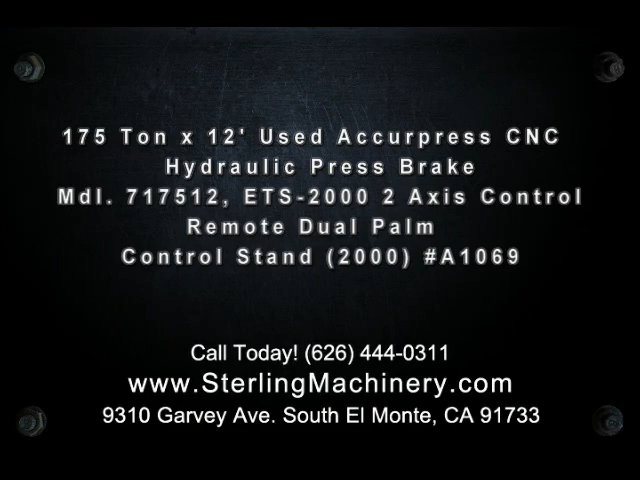 175 Ton x 12' Used Accurpress CNC
Hydraulic Press Brake
Mdl. 717512, ETS-2000 2 Axis Control
Remote Dual Palm
Control Stand (2000) #A1069
Call Today! (626) 444-0311
www.SterlingMachinery.com
9310 Garvey Ave. South El Monte, CA 91733